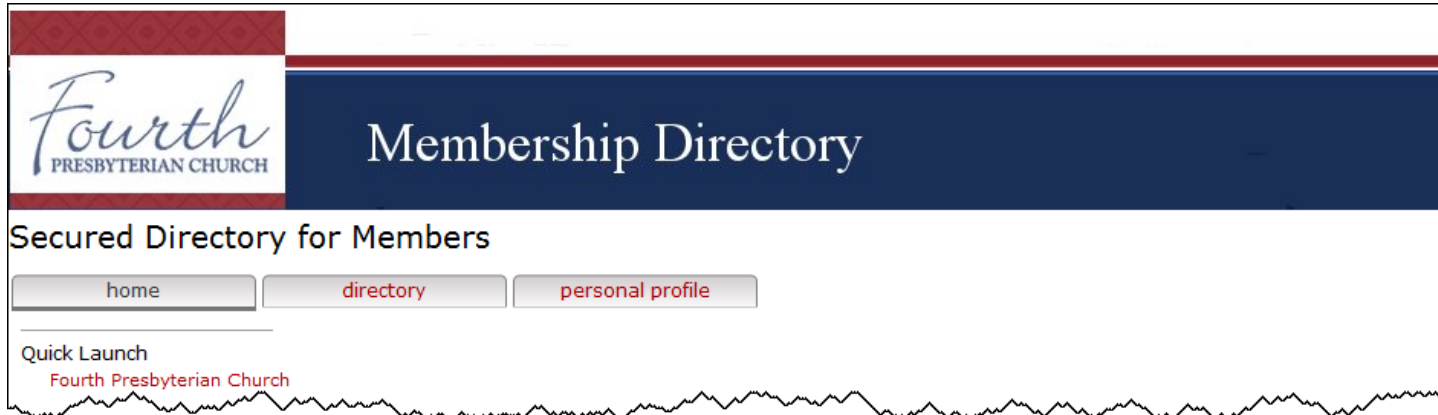 Fourth
PRESBYTERIAN CHURCH
Membership Directory
Secured Directory for Members
home directory personal profile
Quick Launch
Fourth Presbyterian Church